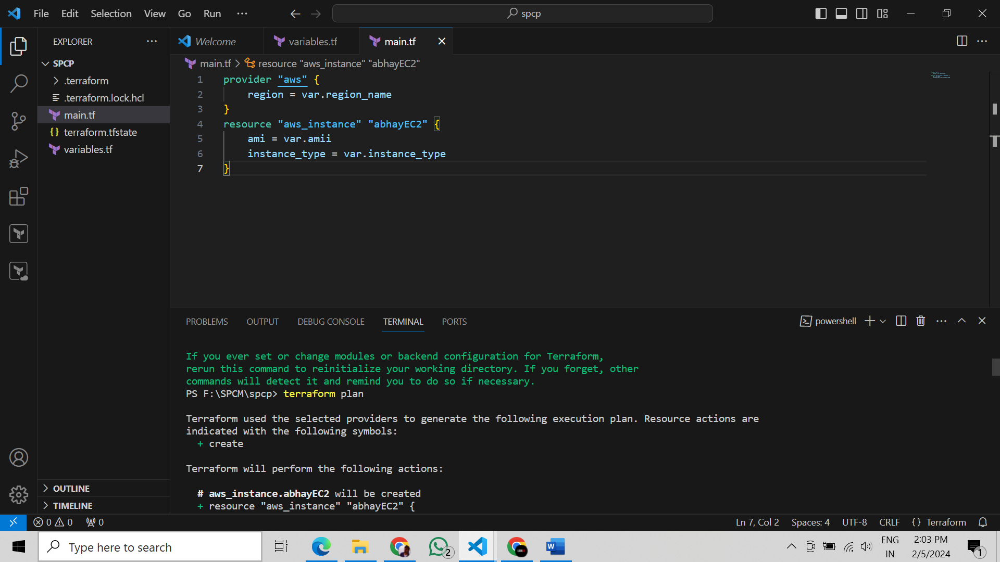 File Edit Selection View Go Run ···
spcp
EXPLORER
SPCP
.terraform
.terraform.lock.hcl
main.tf
terraform.tfstate
variables.tf
OUTLINE
TIMELINE
Welcome
variables.tf
main.tf
main.tf > resource "aws_instance" "abhayEC2"
1 provider "aws" {
2 region = var.region_name
3 }
4 resource "aws_instance" "abhayEC2" {
5 ami = var.amii
6 instance_type = var.instance_type
7 }
PROBLEMS OUTPUT DEBUG CONSOLE TERMINAL PORTS
powershell
If you ever set or change modules or backend configuration for Terraform,
rerun this command to reinitialize your working directory. If you forget, other
commands will detect it and remind you to do so if necessary.
PS F:\SPCM\spcp> terraform plan
Terraform used the selected providers to generate the following execution plan. Resource actions are
indicated with the following symbols:
+ create
Terraform will perform the following actions:
# aws_instance.abhayEC2 will be created
+ resource "aws_instance" "abhayEC2" {
0 0 0
Ln 7, Col 2 Spaces: 4 UTF-8 CRLF {} Terraform
Type here to search
2
W
ENG
IN
2:03 PM
2/5/2024
1